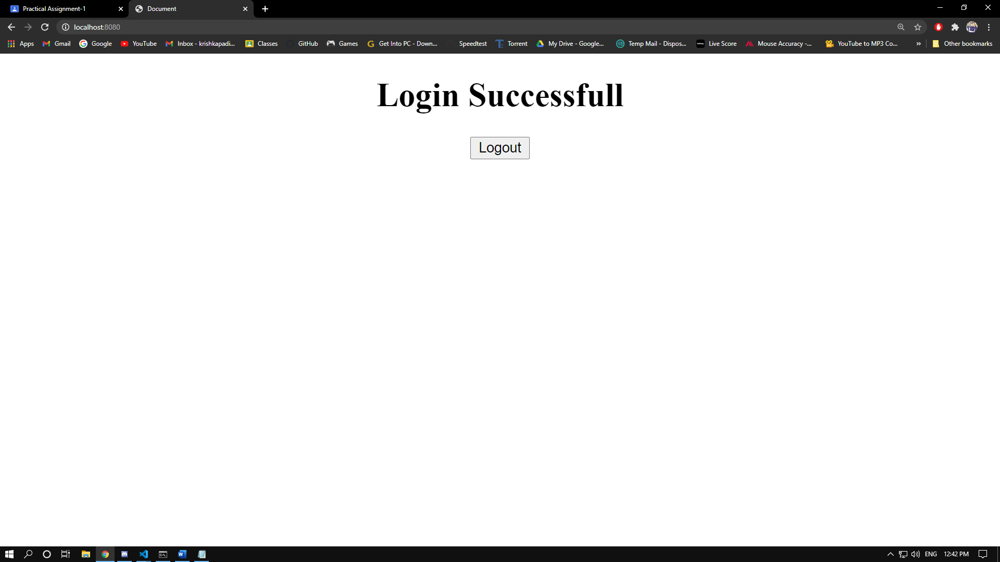 Practical Assignment-1
Document
localhost:8080
Apps
Gmail
Google
YouTube
Inbox - krishkapadi...
Classes
GitHub
Games
Get Into PC - Down...
Speedtest
Torrent
My Drive - Google...
Temp Mail - Dispos...
Live Score
Mouse Accuracy -...
YouTube to MP3 Co...
»
Other bookmarks
Login Successfull
Logout
ENG
12:42 PM